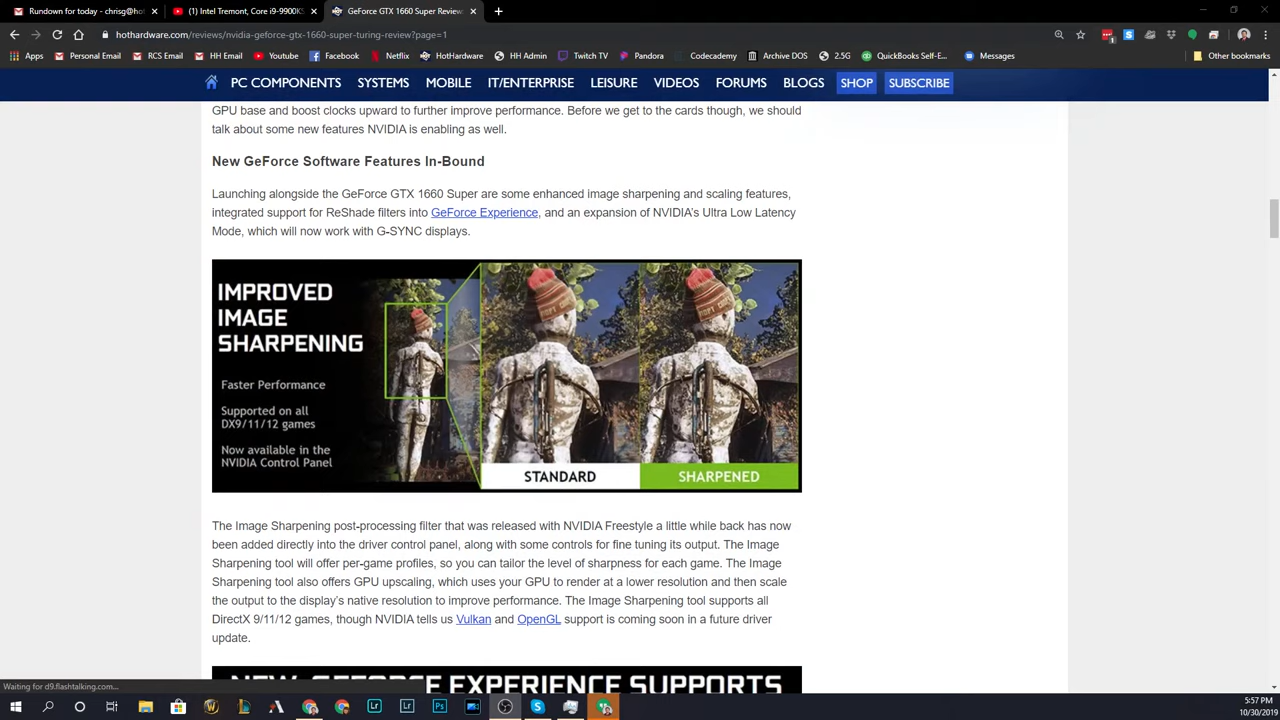 Rundown for today - chrisg@hot
(1) Intel Tremont, Core i9-9900KS
GeForce GTX 1660 Super Review
hothardware.com/reviews/nvidia-geforce-gtx-1660-super-turing-review?page=1
Apps
Personal Email
RCS Email
HH Email
Youtube
Facebook
Netflix
HotHardware
HH Admin
Twitch TV
Pandora
Codecademy
Archive DOS
2.5G
QuickBooks Self-E...
Messages
Other bookmarks
PC COMPONENTS
SYSTEMS
MOBILE
IT/ENTERPRISE
LEISURE
VIDEOS
FORUMS
BLOGS
SHOP
SUBSCRIBE
GPU base and boost clocks upward to further improve performance. Before we get to the cards though, we should
talk about some new features NVIDIA is enabling as well.
New GeForce Software Features In-Bound
Launching alongside the GeForce GTX 1660 Super are some enhanced image sharpening and scaling features,
integrated support for ReShade filters into GeForce Experience, and an expansion of NVIDIA's Ultra Low Latency
Mode, which will now work with G-SYNC displays.
IMPROVED
IMAGE
SHARPENING
Faster Performance
Supported on all
DX9/11/12 games
Now available in the
NVIDIA Control Panel
STANDARD
SHARPENED
The Image Sharpening post-processing filter that was released with NVIDIA Freestyle a little while back has now
been added directly into the driver control panel, along with some controls for fine tuning its output. The Image
Sharpening tool will offer per-game profiles, so you can tailor the level of sharpness for each game. The Image
Sharpening tool also offers GPU upscaling, which uses your GPU to render at a lower resolution and then scale
the output to the display's native resolution to improve performance. The Image Sharpening tool supports all
DirectX 9/11/12 games, though NVIDIA tells us Vulkan and OpenGL support is coming soon in a future driver
update.
NEW GEFORCE EXPERIENCE SUPPORTS
Waiting for d9.flashtalking.com...
5:57 PM
10/30/2019